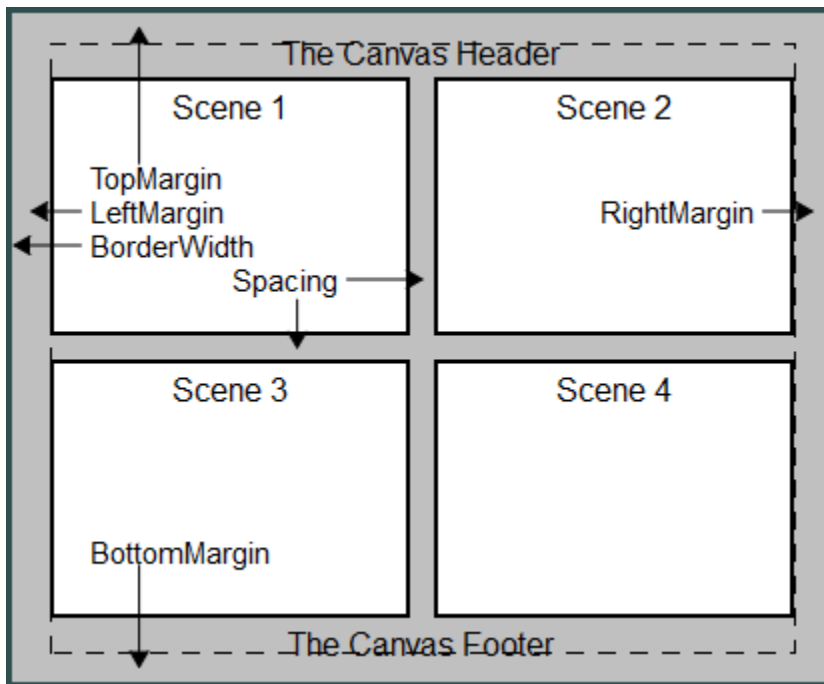 The Canvas Header
Scene 1
Scene 2
TopMargin
LeftMargin
RightMargin
BorderWidth
Spacing
Scene 3
Scene 4
BottomMargin
The Canvas Footer